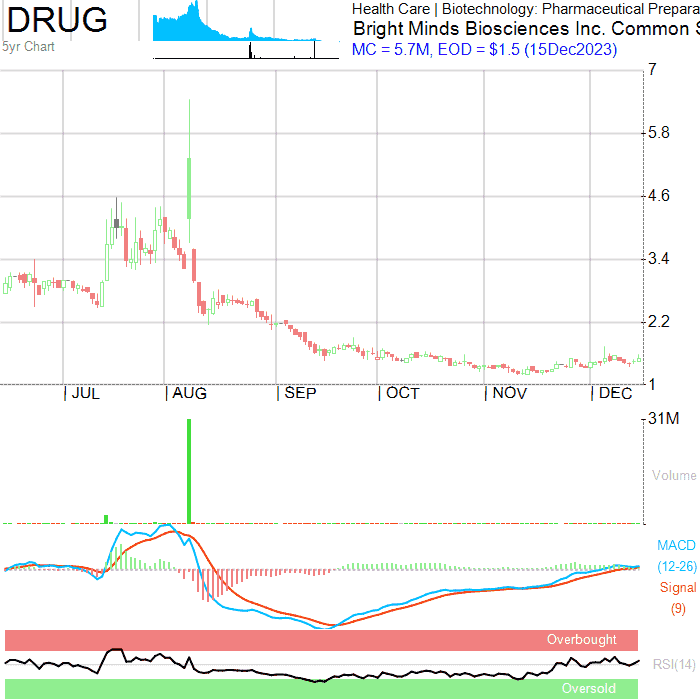 DRUG
5yr Chart
Health Care | Biotechnology: Pharmaceutical Prepara
Bright Minds Biosciences Inc. Common S
MC = 5.7M, EOD = $1.5 (15Dec2023)
7
5.8
4.6
3.4
2.2
1
| JUL | AUG | SEP | OCT | NOV | DEC
31M
Volume
MACD
(12-26)
Signal
(9)
Overbought
RSI(14)
Oversold